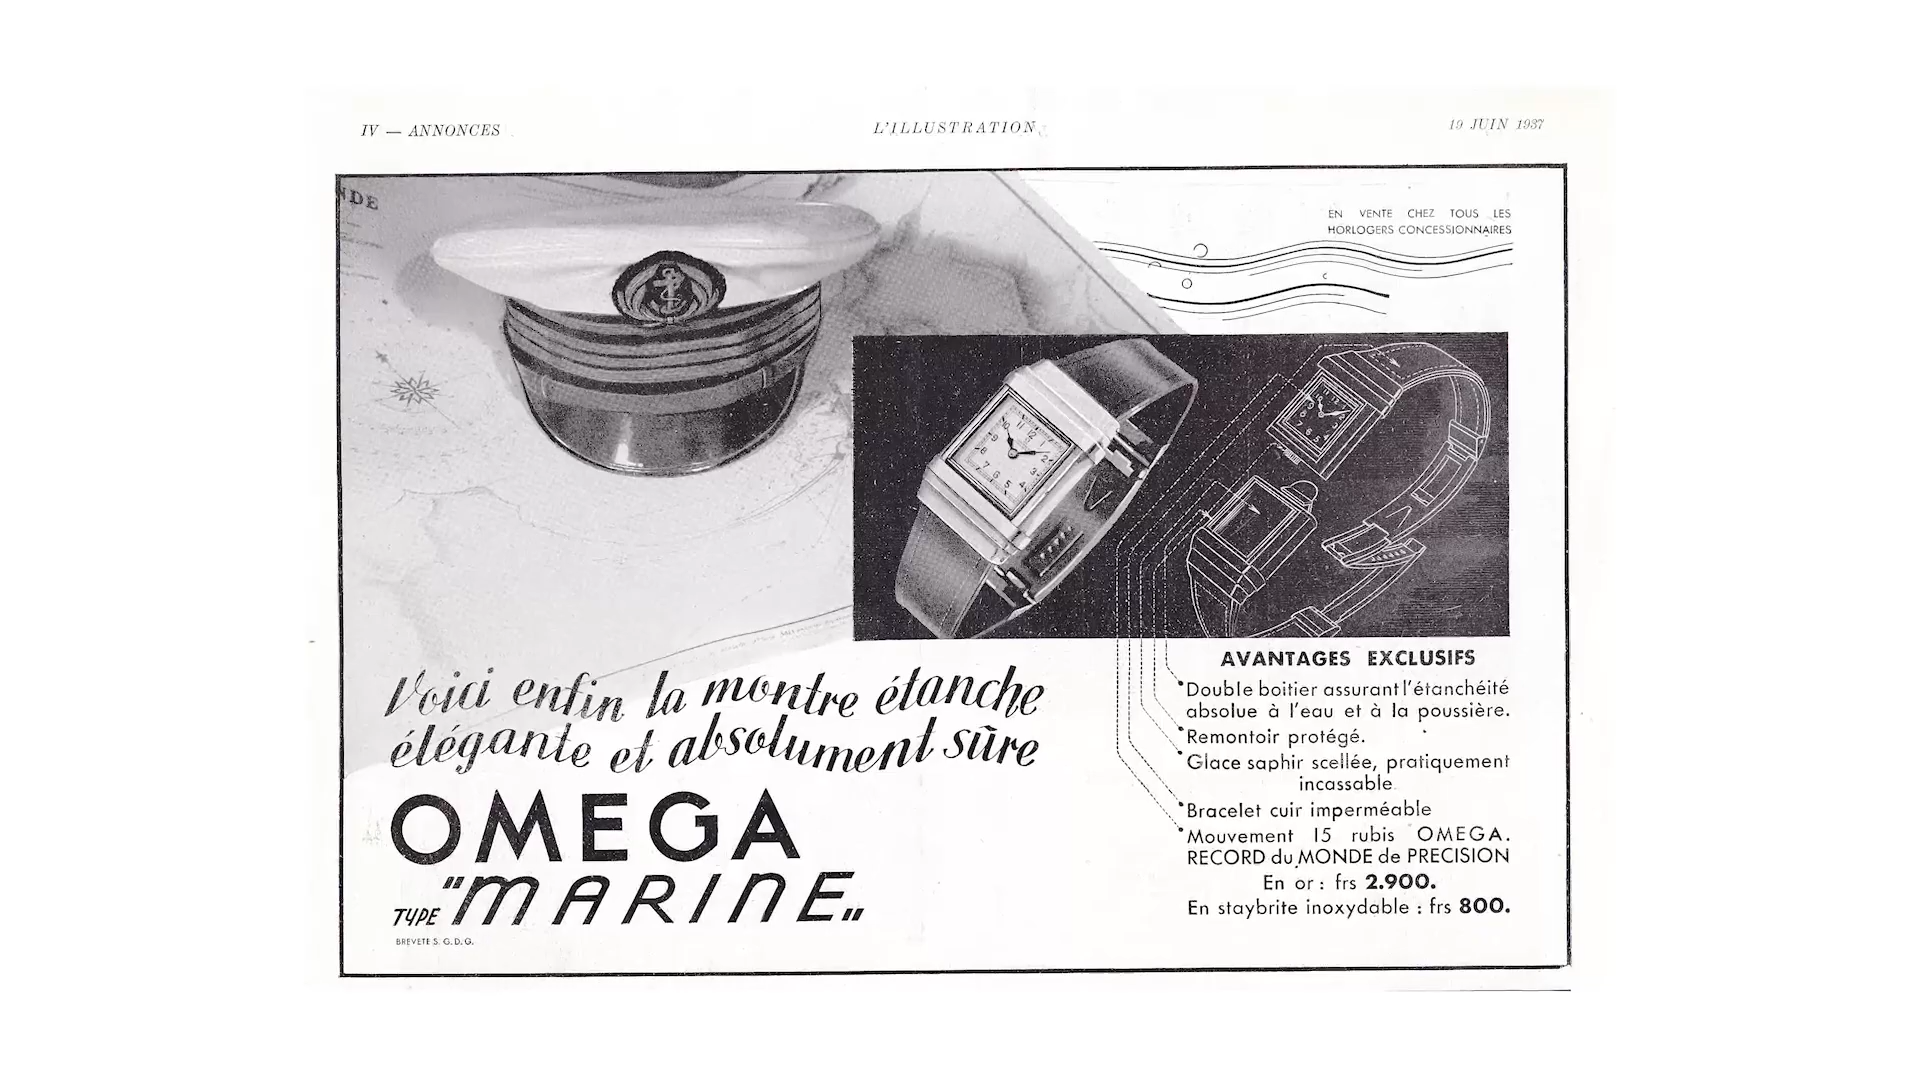 IV — ANNONCES
L'ILLUSTRATION
19 JUIN 1937
NDE
EN VENTE CHEZ TOUS LES
HORLOGERS CONCESSIONNAIRES
Voici enfin la montre étanche
élégante et absolument sûre
OMEGA
TYPE "MARINE"
BREVETE S. G. D. G.
AVANTAGES EXCLUSIFS
Double boitier assurant l'étanchéité
absolue à l'eau et à la poussière.
Remontoir protégé.
Glace saphir scellée, pratiquement
incassable
Bracelet cuir imperméable
Mouvement 15 rubis OMEGA.
RECORD du MONDE de PRECISION
En or : frs 2.900.
En staybrite inoxydable : frs 800.